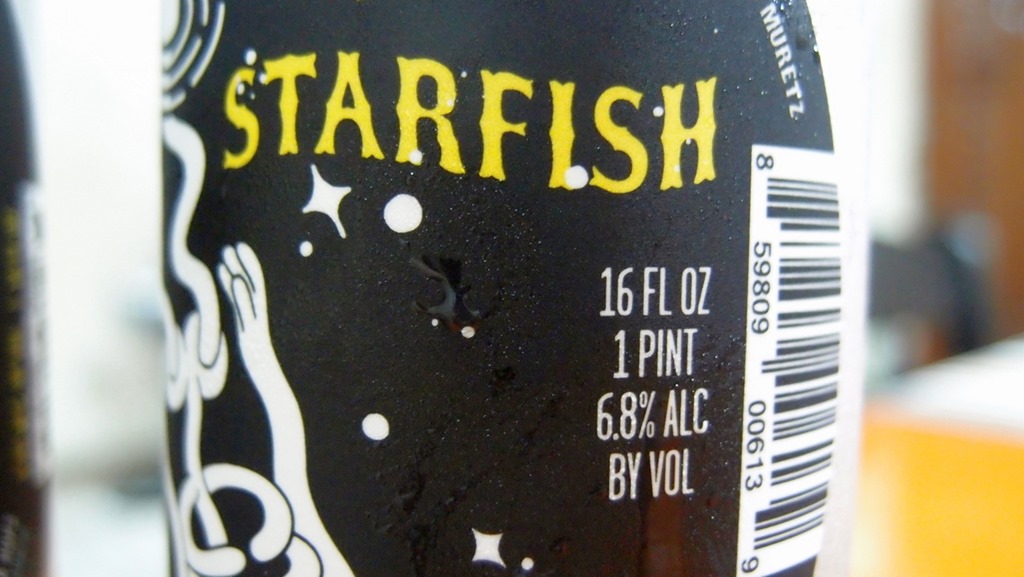 STARFISH
MURETZ
16 FL OZ
1 PINT
6.8% ALC
BY VOL
8 59809 00613 9